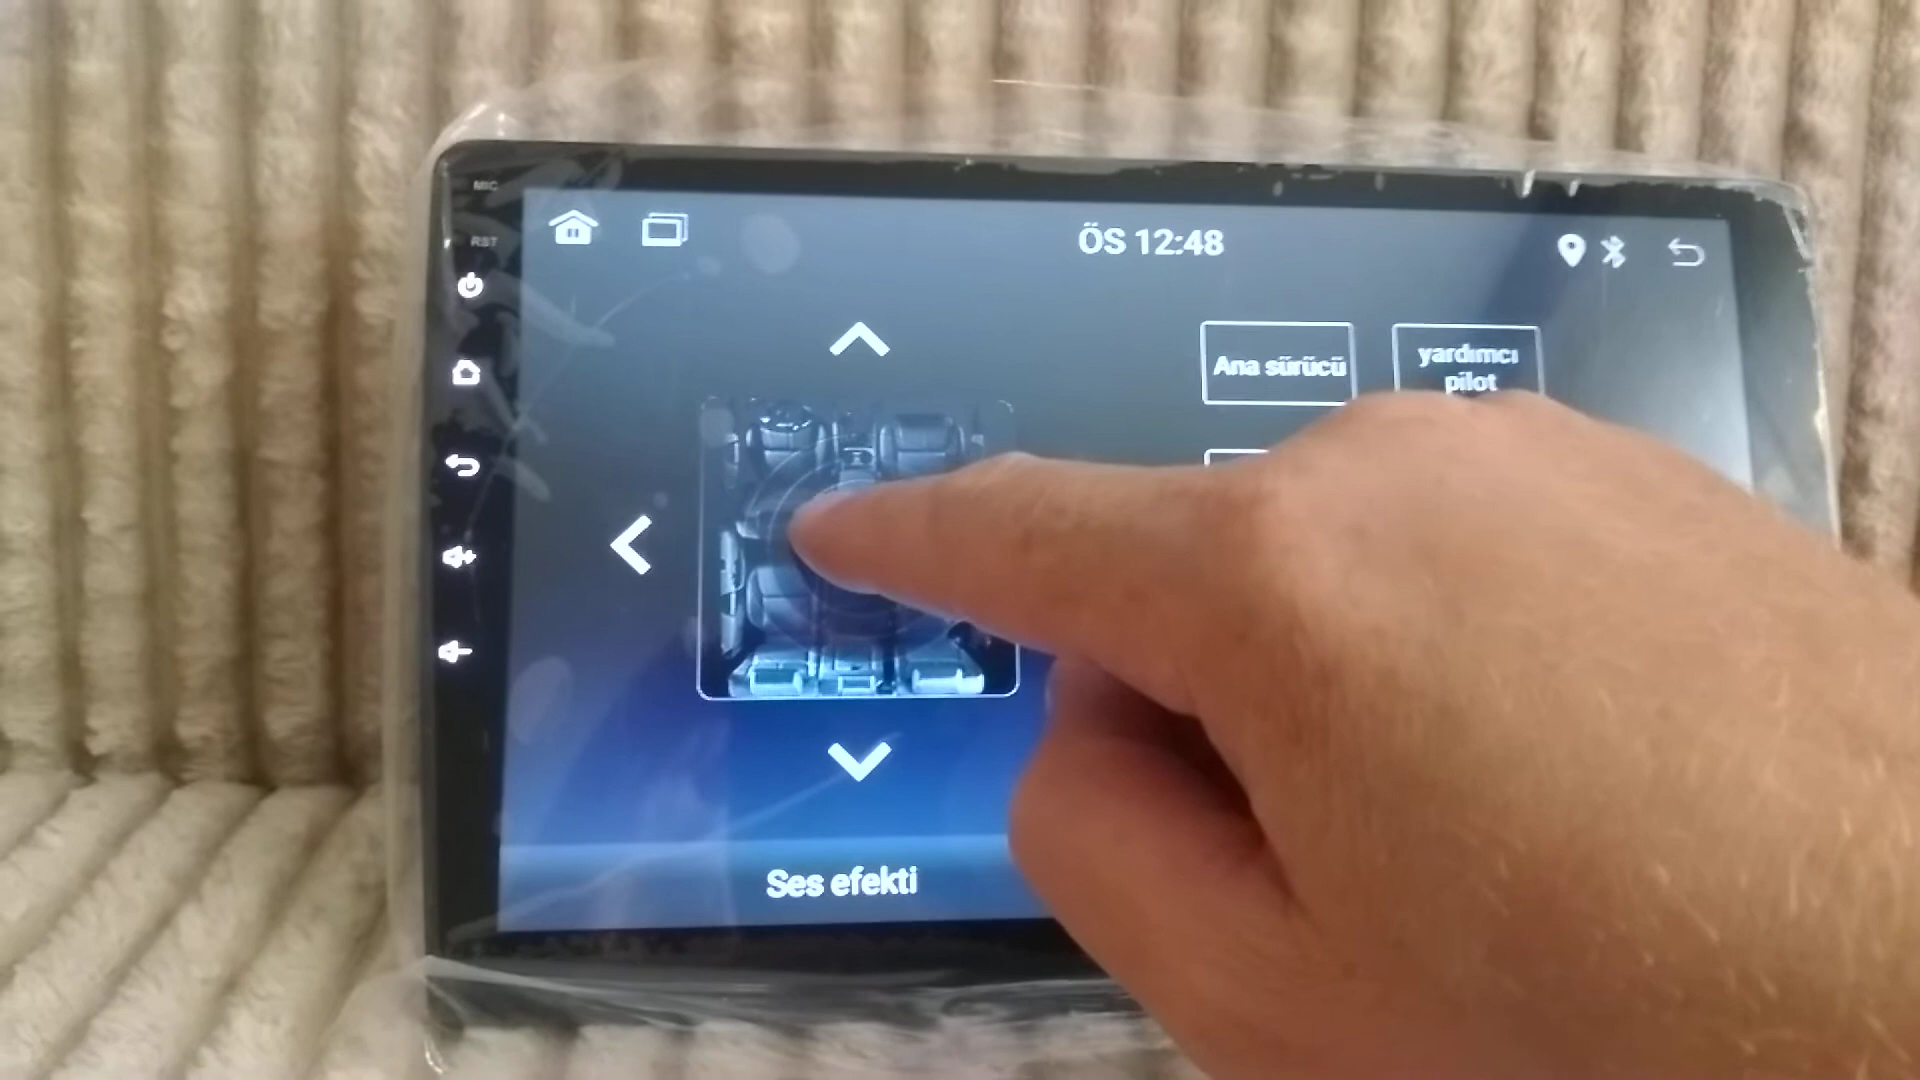 MIC
RST
ÖS 12:48
Ana sürücü
yardımcı
pilot
Ses efekti